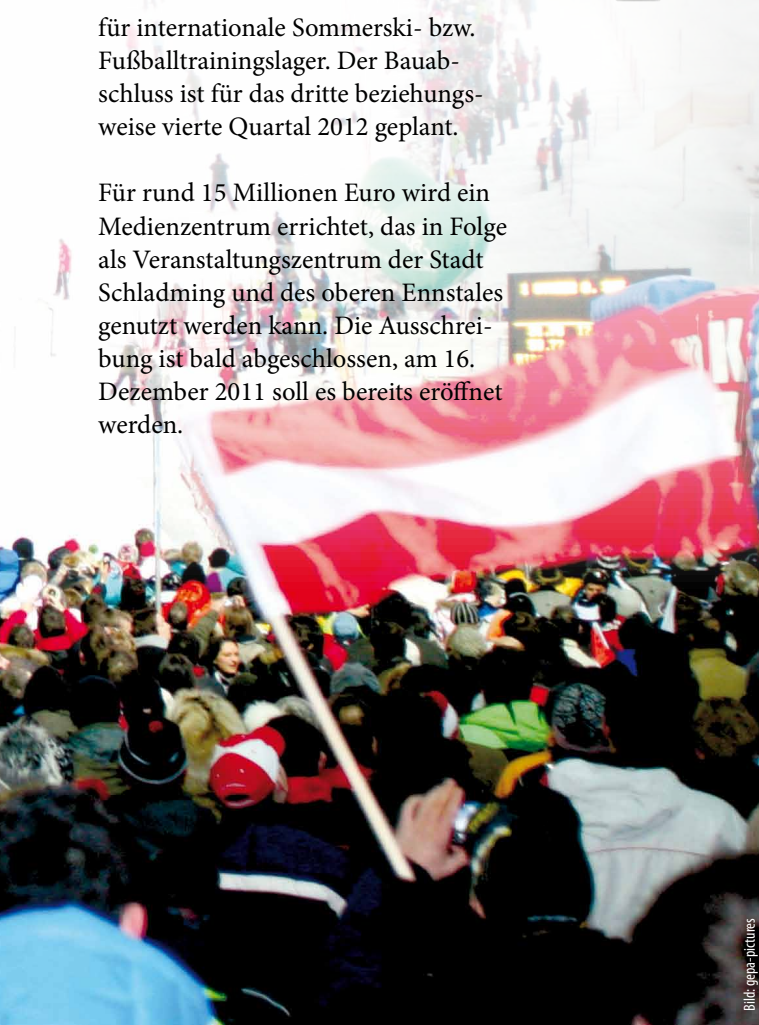 für internationale Sommerski- bzw.
Fußballtrainingslager. Der Bauab-
schluss ist für das dritte beziehungs-
weise vierte Quartal 2012 geplant.

Für rund 15 Millionen Euro wird ein
Medienzentrum errichtet, das in Folge
als Veranstaltungszentrum der Stadt
Schladming und des oberen Ennstales
genutzt werden kann. Die Ausschrei-
bung ist bald abgeschlossen, am 16.
Dezember 2011 soll es bereits eröffnet
werden.
Bild: gepa-pictures